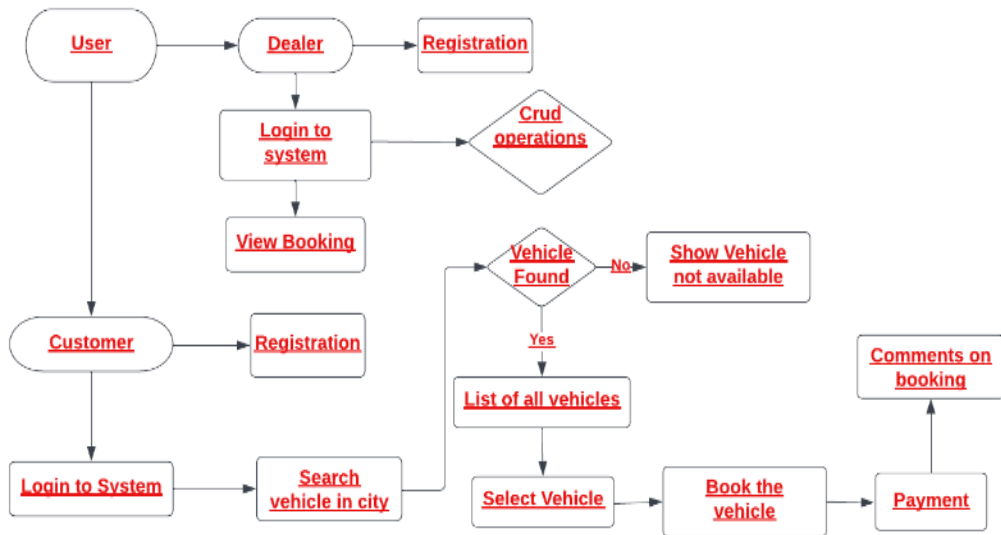 User
Dealer
Registration
Login to
system
Crud
operations
View Booking
Vehicle
Found
No
Show Vehicle
not available
Customer
Registration
Yes
Comments on
booking
List of all vehicles
Login to System
Search
vehicle in city
Select Vehicle
Book the
vehicle
Payment